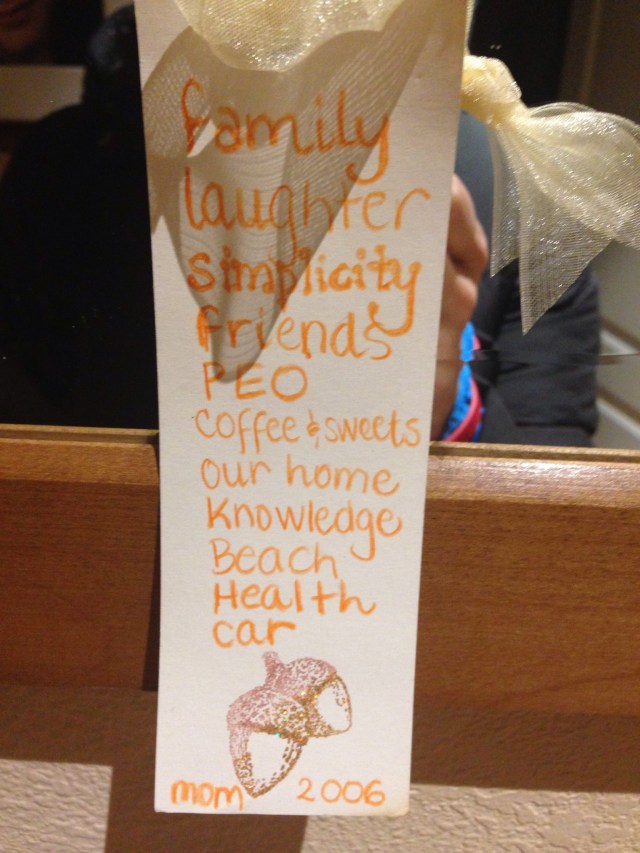 family
laughter
simplicity
friends
PEO
coffee & sweets
our home
Knowledge
Beach
Health
car
mom 2006